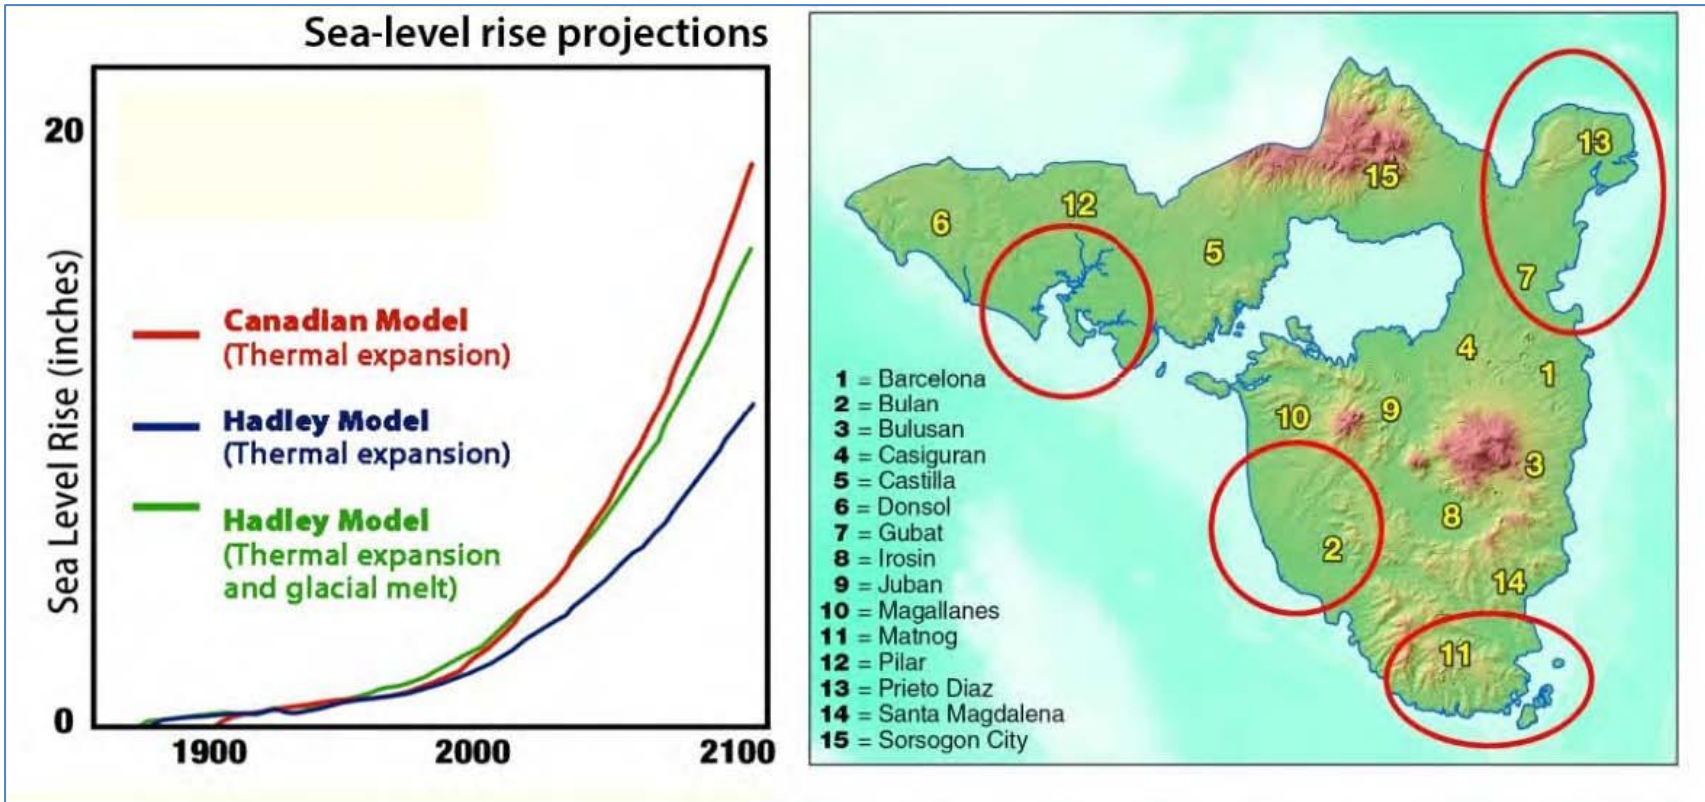 Sea-level rise projections
20
Sea Level Rise (inches)
Canadian Model
(Thermal expansion)
Hadley Model
(Thermal expansion)
Hadley Model
(Thermal expansion
and glacial melt)
0
1900
2000
2100
13
15
12
6
5
7
4
1
10
9
3
8
2
14
11
1 = Barcelona
2 = Bulan
3 = Bulusan
4 = Casiguran
5 = Castilla
6 = Donsol
7 = Gubat
8 = Irosin
9 = Juban
10 = Magallanes
11 = Matnog
12 = Pilar
13 = Prieto Diaz
14 = Santa Magdalena
15 = Sorsogon City